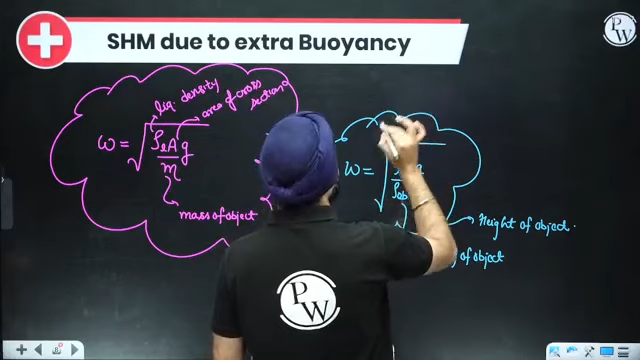 SHM due to extra Buoyancy
PW
liq. density
area of cross section
ω = √(ρₗA/m g)
mass of object
ω =
Height of object.
of object
PW